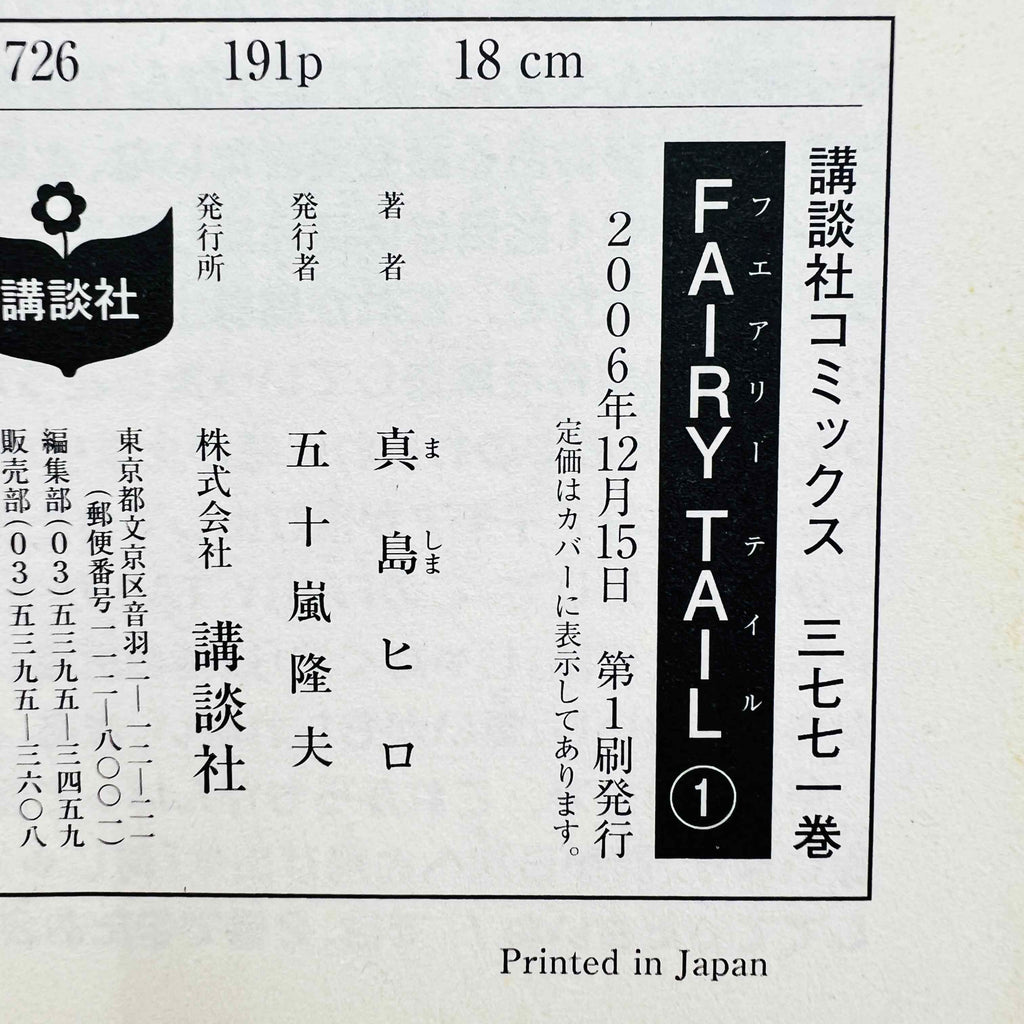 726 191p 18 cm
講談社コミックス 三七七一巻
FAIRY TAIL ①
フェアリーテイル
2006年12月15日 第1刷発行
定価はカバーに表示してあります。
著者 真島ヒロ
ま しま
発行者 五十嵐隆夫
発行所 株式会社 講談社
東京都文京区音羽二―一二―二一
(郵便番号一一二―八〇〇一)
編集部(03)五三九五―三四五九
販売部(03)五三九五―三六〇八
講談社
Printed in Japan